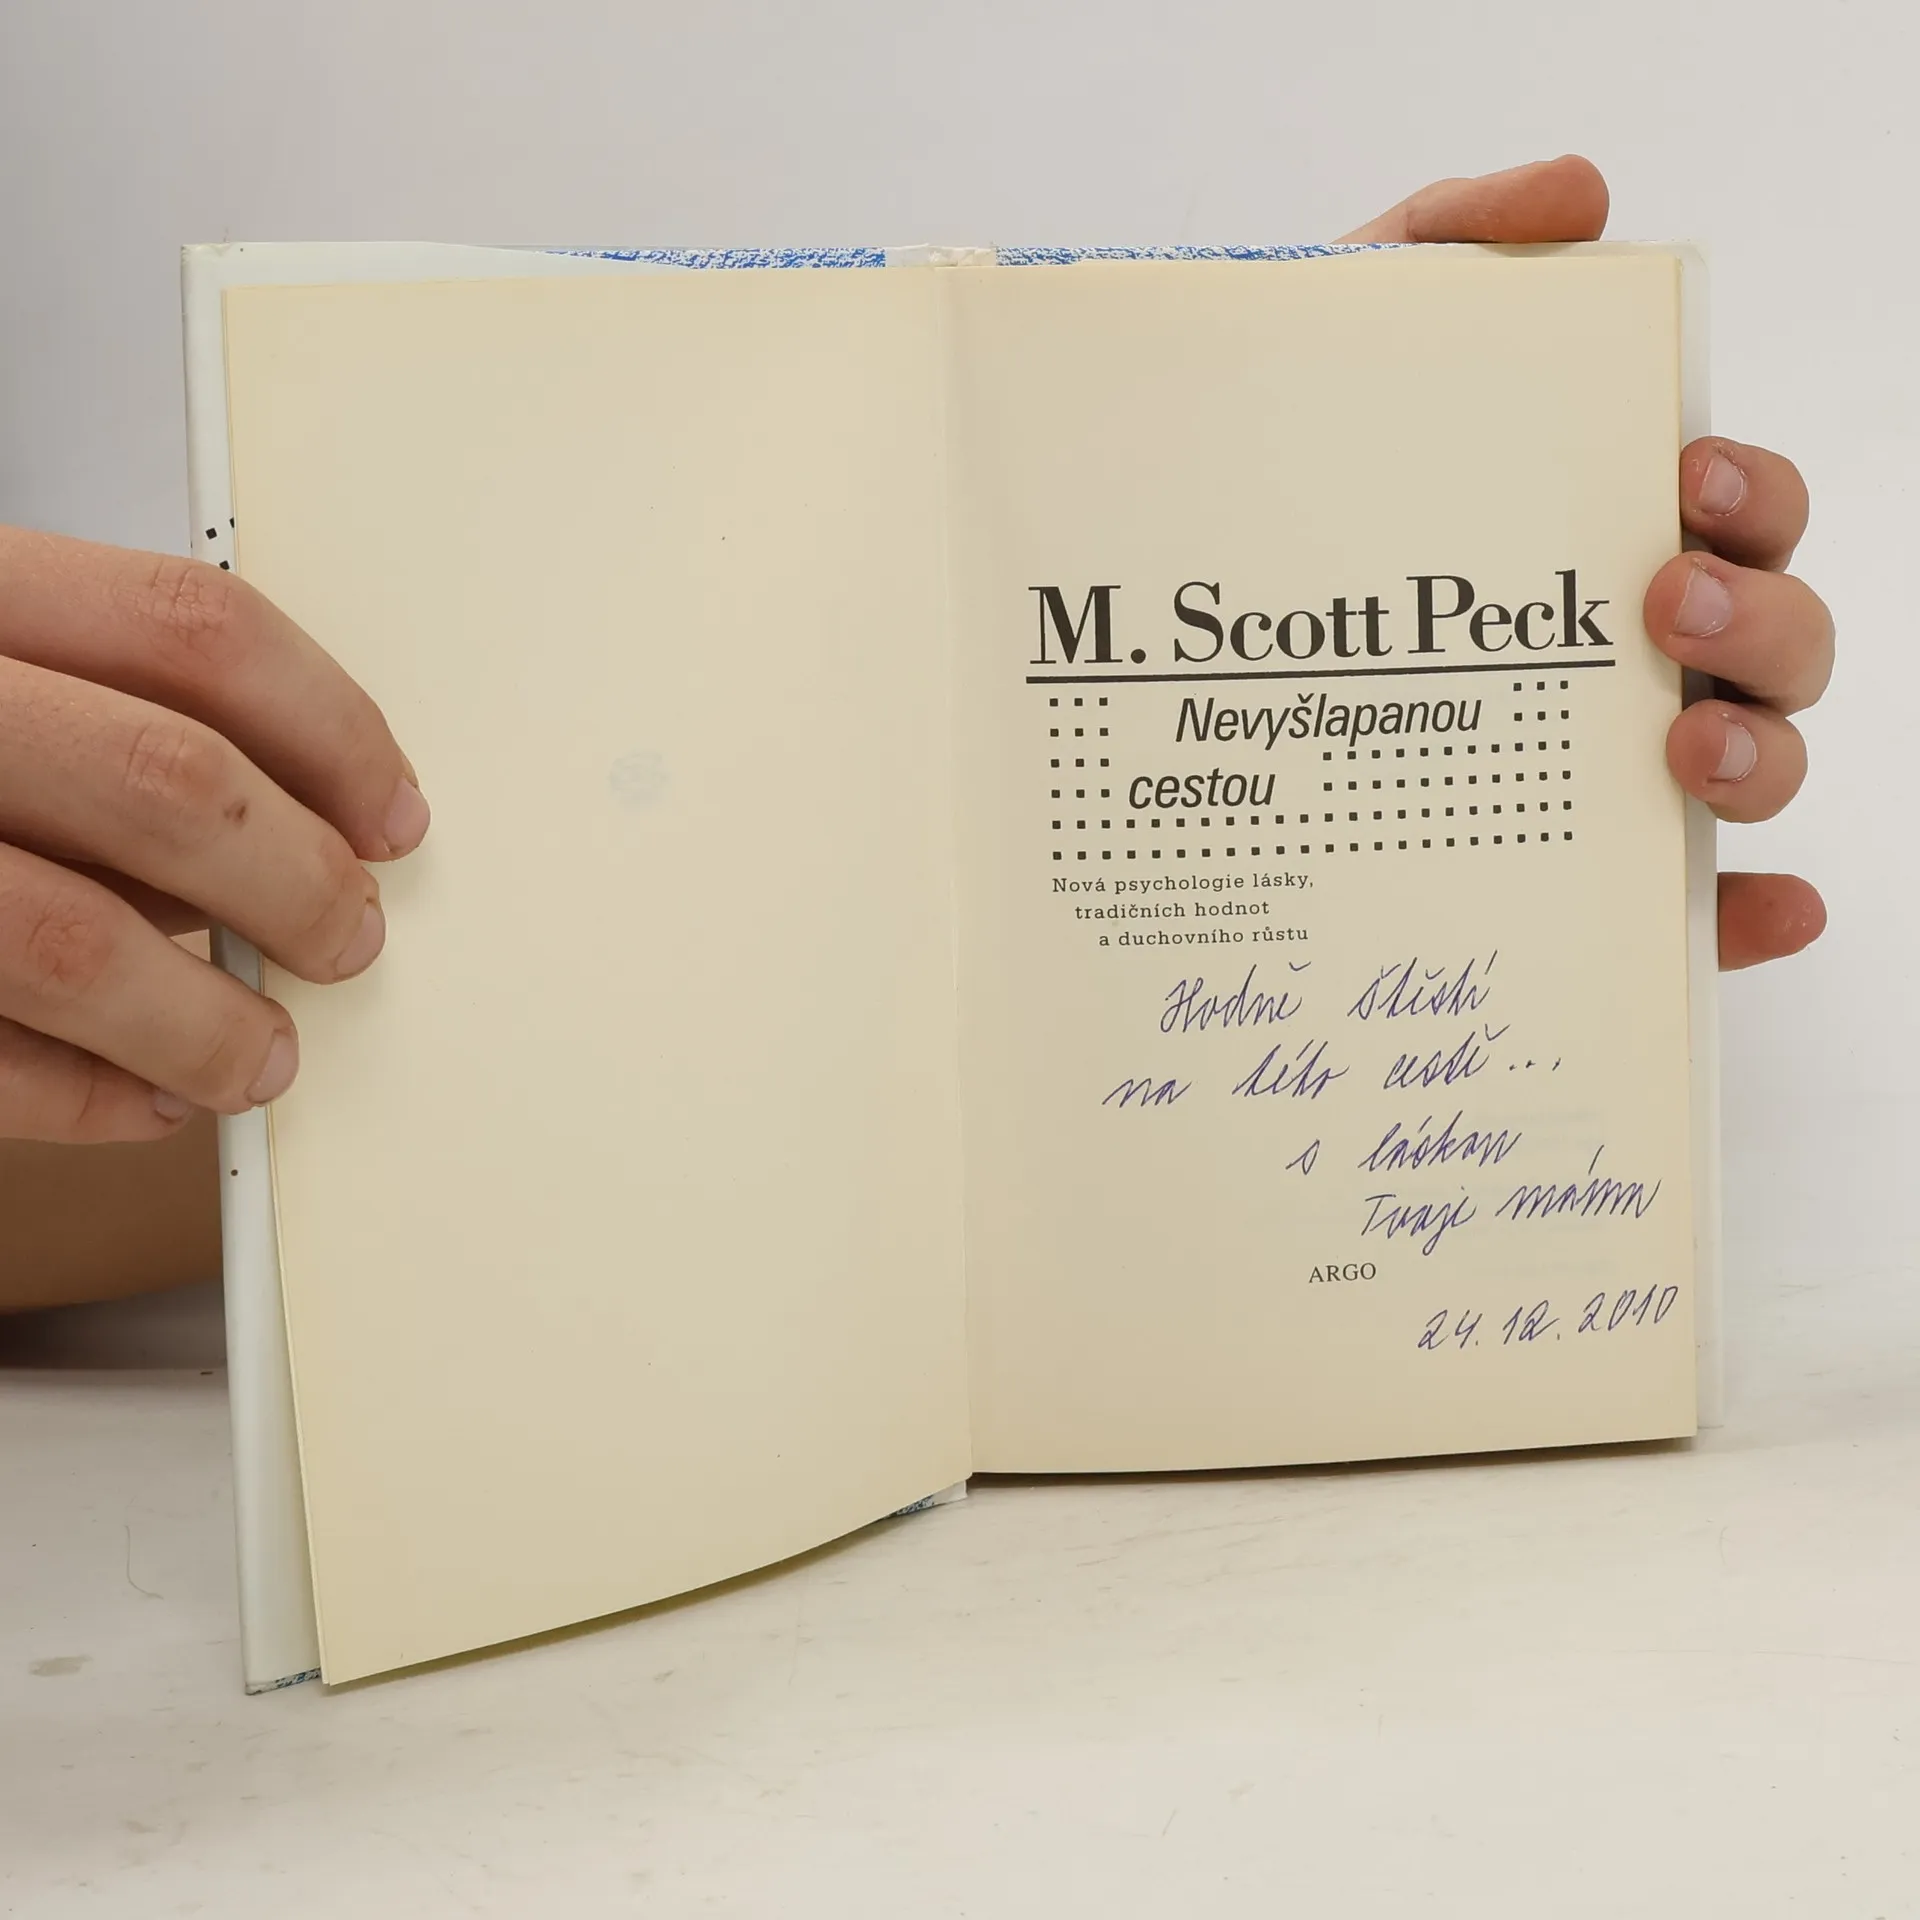 M. Scott Peck
Nevyšlapanou
cestou
Nová psychologie lásky,
tradičních hodnot
a duchovního růstu
Hodně štěstí
na této cestě...
s láskou
Tvoje máma
ARGO
24.12.2010